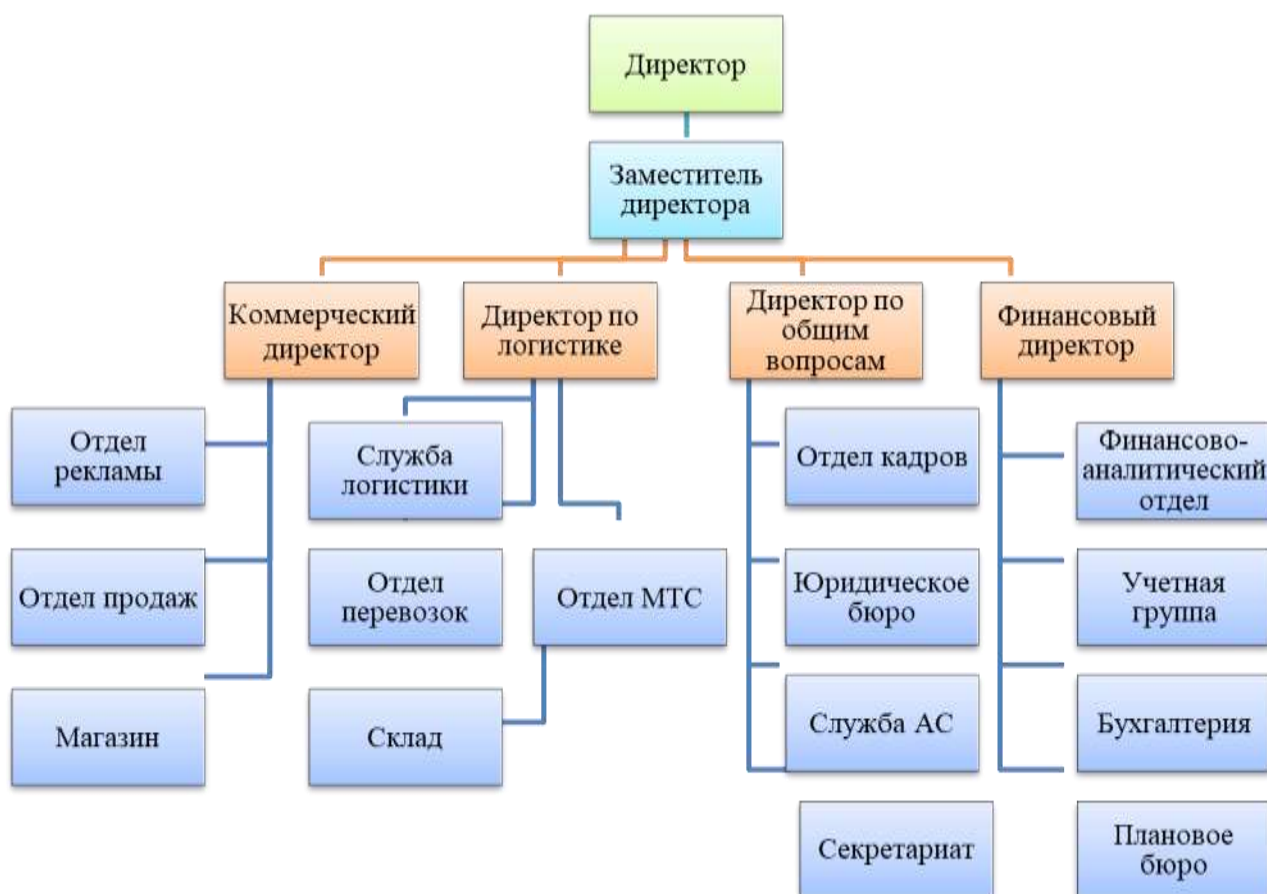 Директор
Заместитель
директора
Коммерческий
директор
Директор по
логистике
Директор по
общим
вопросам
Финансовый
директор
Отдел
рекламы
Служба
логистики
Отдел кадров
Финансово-
аналитический
отдел
Отдел продаж
Отдел
перевозок
Отдел МТС
Юридическое
бюро
Учетная
группа
Магазин
Склад
Служба АС
Бухгалтерия
Секретариат
Плановое
бюро